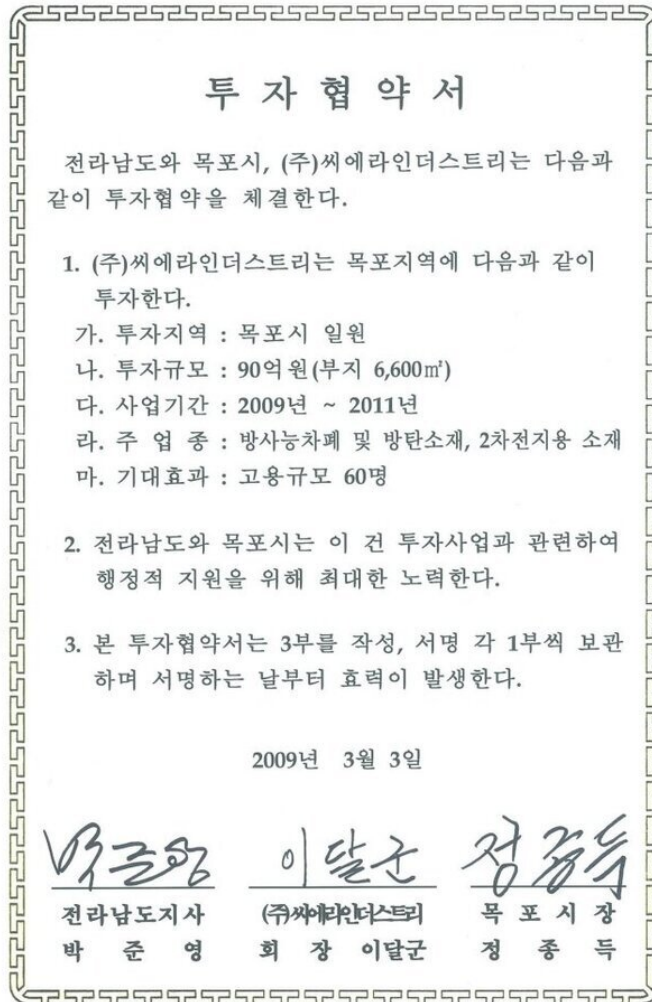 투 자 협 약 서
전라남도와 목포시, (주)씨에라인더스트리는 다음과
같이 투자협약을 체결한다.
1. (주)씨에라인더스트리는 목포지역에 다음과 같이
투자한다.
가. 투자지역 : 목포시 일원
나. 투자규모 : 90억원(부지 6,600㎡)
다. 사업기간 : 2009년 ~ 2011년
라. 주 업 종 : 방사능차폐 및 방탄소재, 2차전지용 소재
마. 기대효과 : 고용규모 60명
2. 전라남도와 목포시는 이 건 투자사업과 관련하여
행정적 지원을 위해 최대한 노력한다.
3. 본 투자협약서는 3부를 작성, 서명 각 1부씩 보관
하며 서명하는 날부터 효력이 발생한다.
2009년 3월 3일
이달군 정종득
전라남도지사 (주)씨에라인더스트리 목 포 시 장
박 준 영 회 장 이달군 정 종 득